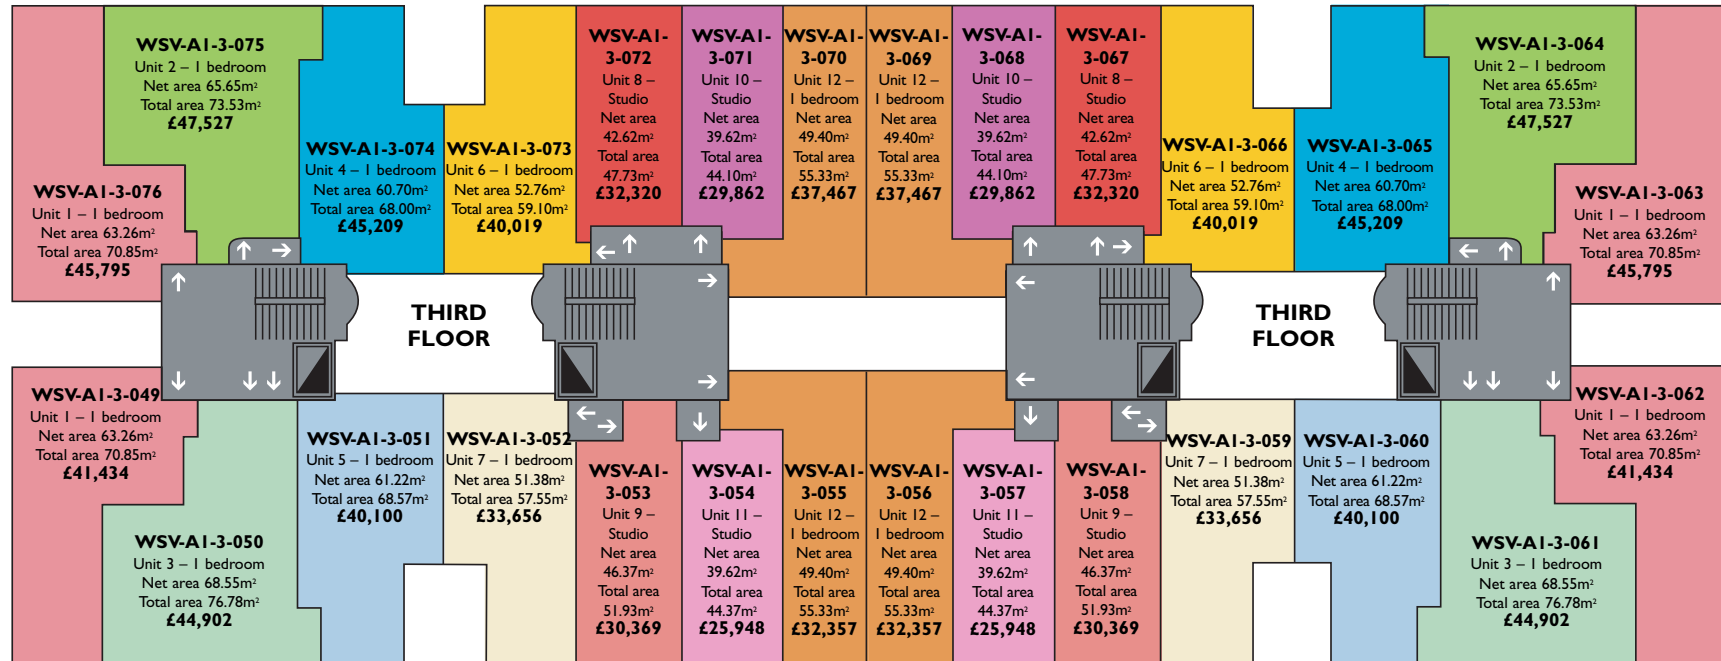 WSV-A1-3-075
Unit 2 – 1 bedroom
Net area 65.65m²
Total area 73.53m²
£47,527
WSV-A1-3-076
Unit 1 – 1 bedroom
Net area 63.26m²
Total area 70.85m²
£45,795
WSV-A1-3-074
Unit 4 – 1 bedroom
Net area 60.70m²
Total area 68.00m²
£45,209
WSV-A1-3-073
Unit 6 – 1 bedroom
Net area 52.76m²
Total area 59.10m²
£40,019
WSV-A1-
3-072
Unit 8 –
Studio
Net area
42.62m²
Total area
47.73m²
£32,320
WSV-A1-
3-071
Unit 10 –
Studio
Net area
39.62m²
Total area
44.10m²
£29,862
WSV-A1-
3-070
Unit 12 –
1 bedroom
Net area
49.40m²
Total area
55.33m²
£37,467
WSV-A1-
3-069
Unit 12 –
1 bedroom
Net area
49.40m²
Total area
55.33m²
£37,467
WSV-A1-
3-068
Unit 10 –
Studio
Net area
39.62m²
Total area
44.10m²
£29,862
WSV-A1-
3-067
Unit 8 –
Studio
Net area
42.62m²
Total area
47.73m²
£32,320
WSV-A1-3-066
Unit 6 – 1 bedroom
Net area 52.76m²
Total area 59.10m²
£40,019
WSV-A1-3-065
Unit 4 – 1 bedroom
Net area 60.70m²
Total area 68.00m²
£45,209
WSV-A1-3-064
Unit 2 – 1 bedroom
Net area 65.65m²
Total area 73.53m²
£47,527
WSV-A1-3-063
Unit 1 – 1 bedroom
Net area 63.26m²
Total area 70.85m²
£45,795
THIRD
FLOOR
THIRD
FLOOR
WSV-A1-3-049
Unit 1 – 1 bedroom
Net area 63.26m²
Total area 70.85m²
£41,434
WSV-A1-3-050
Unit 3 – 1 bedroom
Net area 68.55m²
Total area 76.78m²
£44,902
WSV-A1-3-051
Unit 5 – 1 bedroom
Net area 61.22m²
Total area 68.57m²
£40,100
WSV-A1-3-052
Unit 7 – 1 bedroom
Net area 51.38m²
Total area 57.55m²
£33,656
WSV-A1-
3-053
Unit 9 –
Studio
Net area
46.37m²
Total area
51.93m²
£30,369
WSV-A1-
3-054
Unit 11 –
Studio
Net area
39.62m²
Total area
44.37m²
£25,948
WSV-A1-
3-055
Unit 12 –
1 bedroom
Net area
49.40m²
Total area
55.33m²
£32,357
WSV-A1-
3-056
Unit 12 –
1 bedroom
Net area
49.40m²
Total area
55.33m²
£32,357
WSV-A1-
3-057
Unit 11 –
Studio
Net area
39.62m²
Total area
44.37m²
£25,948
WSV-A1-
3-058
Unit 9 –
Studio
Net area
46.37m²
Total area
51.93m²
£30,369
WSV-A1-3-059
Unit 7 – 1 bedroom
Net area 51.38m²
Total area 57.55m²
£33,656
WSV-A1-3-060
Unit 5 – 1 bedroom
Net area 61.22m²
Total area 68.57m²
£40,100
WSV-A1-3-061
Unit 3 – 1 bedroom
Net area 68.55m²
Total area 76.78m²
£44,902
WSV-A1-3-062
Unit 1 – 1 bedroom
Net area 63.26m²
Total area 70.85m²
£41,434